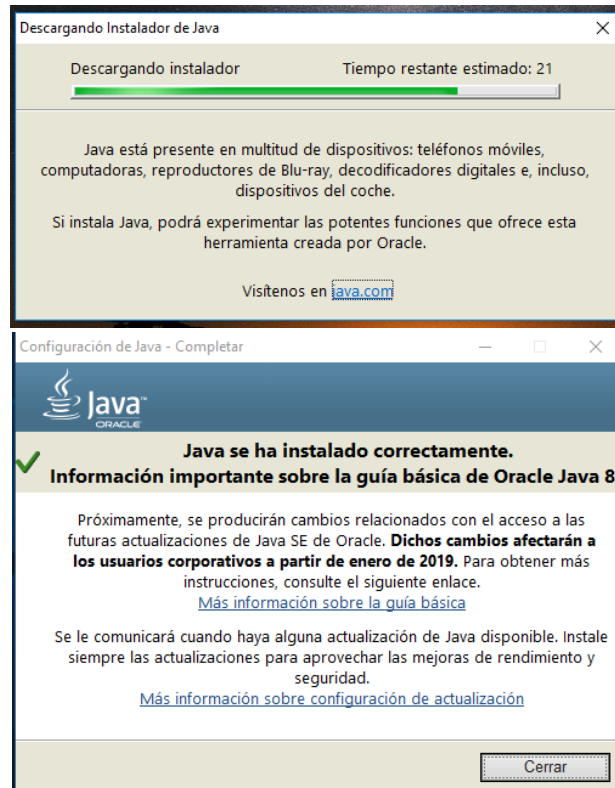 Descargando Instalador de Java
Descargando instalador Tiempo restante estimado: 21
Java está presente en multitud de dispositivos: teléfonos móviles,
computadoras, reproductores de Blu-ray, decodificadores digitales e, incluso,
dispositivos del coche.
Si instala Java, podrá experimentar las potentes funciones que ofrece esta
herramienta creada por Oracle.
Visítenos en java.com
Configuración de Java - Completar
Java™
ORACLE
Java se ha instalado correctamente.
Información importante sobre la guía básica de Oracle Java 8
Próximamente, se producirán cambios relacionados con el acceso a las
futuras actualizaciones de Java SE de Oracle. Dichos cambios afectarán a
los usuarios corporativos a partir de enero de 2019. Para obtener más
instrucciones, consulte el siguiente enlace.
Más información sobre la guía básica
Se le comunicará cuando haya alguna actualización de Java disponible. Instale
siempre las actualizaciones para aprovechar las mejoras de rendimiento y
seguridad.
Más información sobre configuración de actualización
Cerrar